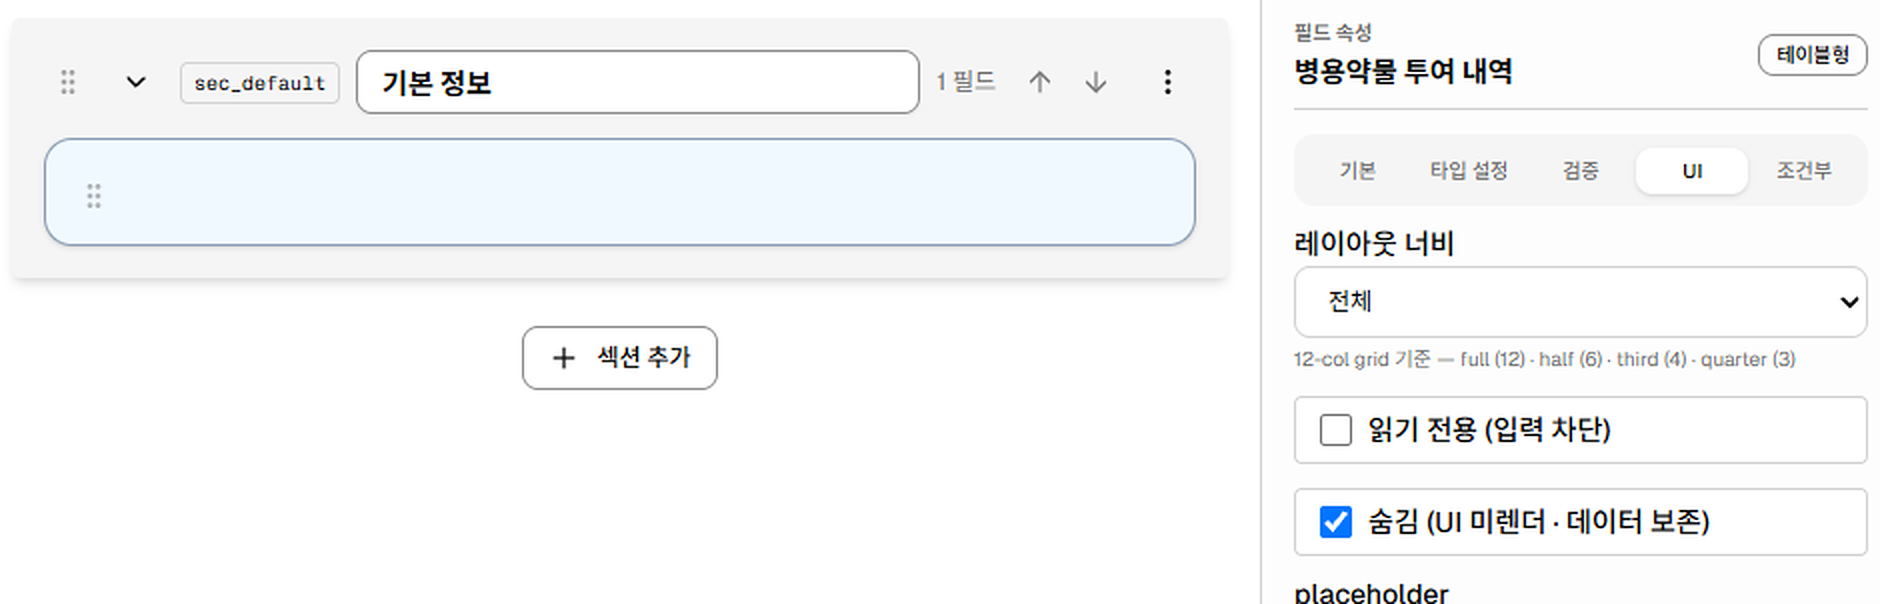 sec_default
기본 정보
1 필드
섹션 추가
필드 속성
병용약물 투여 내역
테이블형
기본
타입 설정
검증
UI
조건부
레이아웃 너비
전체
12-col grid 기준 — full (12) · half (6) · third (4) · quarter (3)
읽기 전용 (입력 차단)
숨김 (UI 미렌더 · 데이터 보존)
placeholder